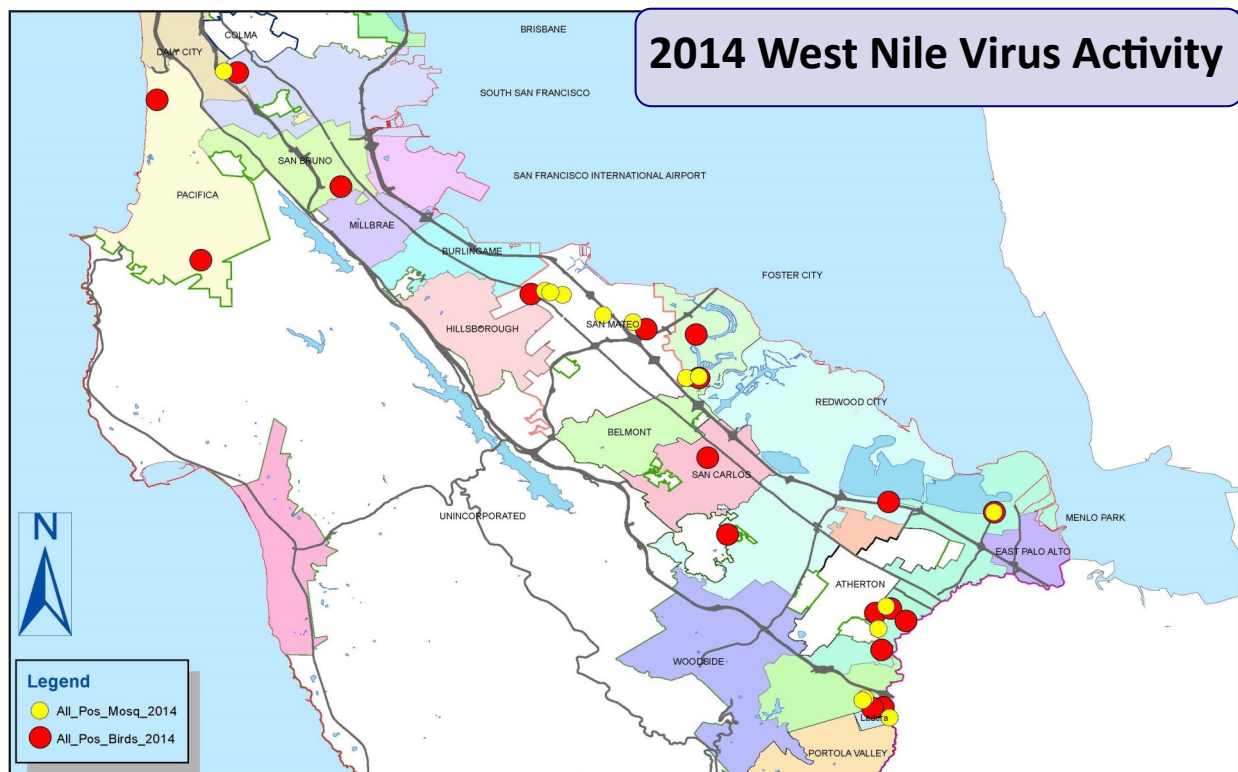 2014 West Nile Virus Activity
BRISBANE
COLMA
DALY CITY
SOUTH SAN FRANCISCO
SAN BRUNO
SAN FRANCISCO INTERNATIONAL AIRPORT
PACIFICA
MILLBRAE
BURLINGAME
FOSTER CITY
HILLSBOROUGH
SAN MATEO
REDWOOD CITY
BELMONT
SAN CARLOS
UNINCORPORATED
MENLO PARK
EAST PALO ALTO
ATHERTON
WOODSIDE
Ladera
PORTOLA VALLEY
N
Legend
All_Pos_Mosq_2014
All_Pos_Birds_2014